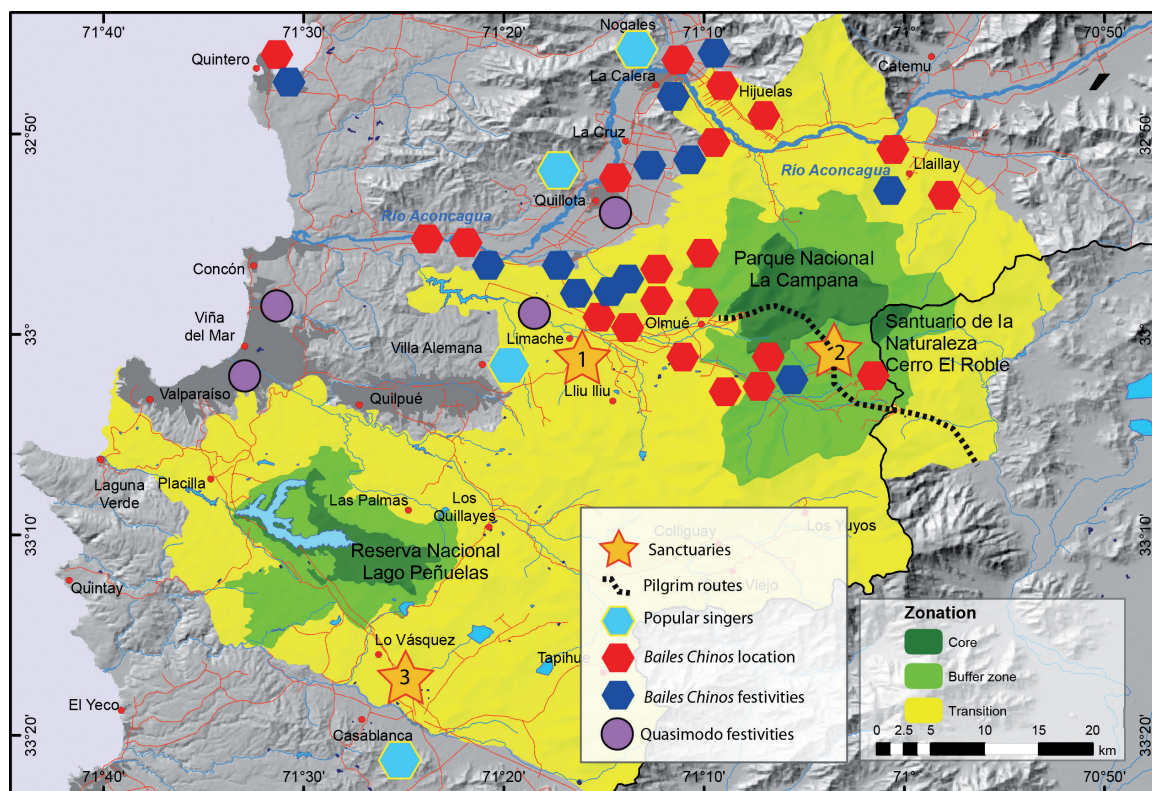 71°40'
71°30'
71°20'
71°10'
71°
70°50'
Nogales
Quintero
La Calera
Catemu
Hijuelas
32°50'
32°50'
La Cruz
Río Aconcagua
Llaillay
Quillota
Río Aconcagua
Concón
Parque Nacional
La Campana
Viña
del Mar
33°
33°
Limache
Olmué
Santuario de la
Naturaleza
Cerro El Roble
Villa Alemana
1
2
Lliu lliu
Valparaíso
Quilpué
Laguna
Verde
Placilla
Las Palmas
Los
Quillayes
Colliguay
Los Yuyos
33°10'
33°10'
Reserva Nacional
Lago Peñuelas
Viejo
Quintay
Lo Vásquez
3
Tapihue
El Yeco
Casablanca
33°20'
33°20'
Sanctuaries
Pilgrim routes
Popular singers
Bailes Chinos location
Bailes Chinos festivities
Quasimodo festivities
Zonation
Core
Buffer zone
Transition
0 2.5 5 10 15 20
km
71°40'
71°30'
71°20'
71°10'
71°
70°50'